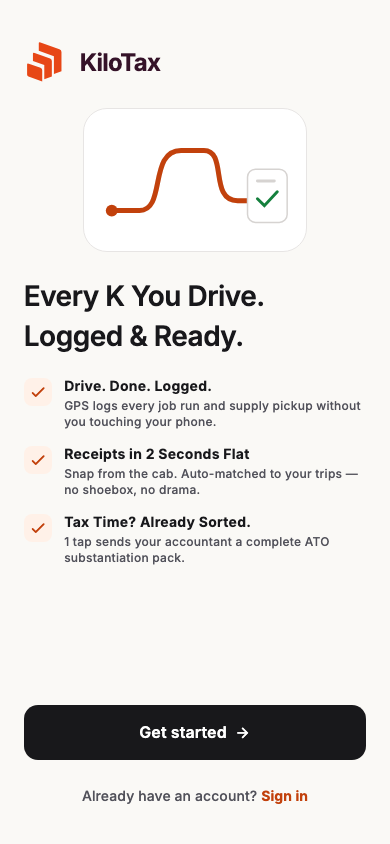 KiloTax
Every K You Drive.
Logged & Ready.
Drive. Done. Logged.
GPS logs every job run and supply pickup without
you touching your phone.
Receipts in 2 Seconds Flat
Snap from the cab. Auto-matched to your trips —
no shoebox, no drama.
Tax Time? Already Sorted.
1 tap sends your accountant a complete ATO
substantiation pack.
Get started →
Already have an account? Sign in